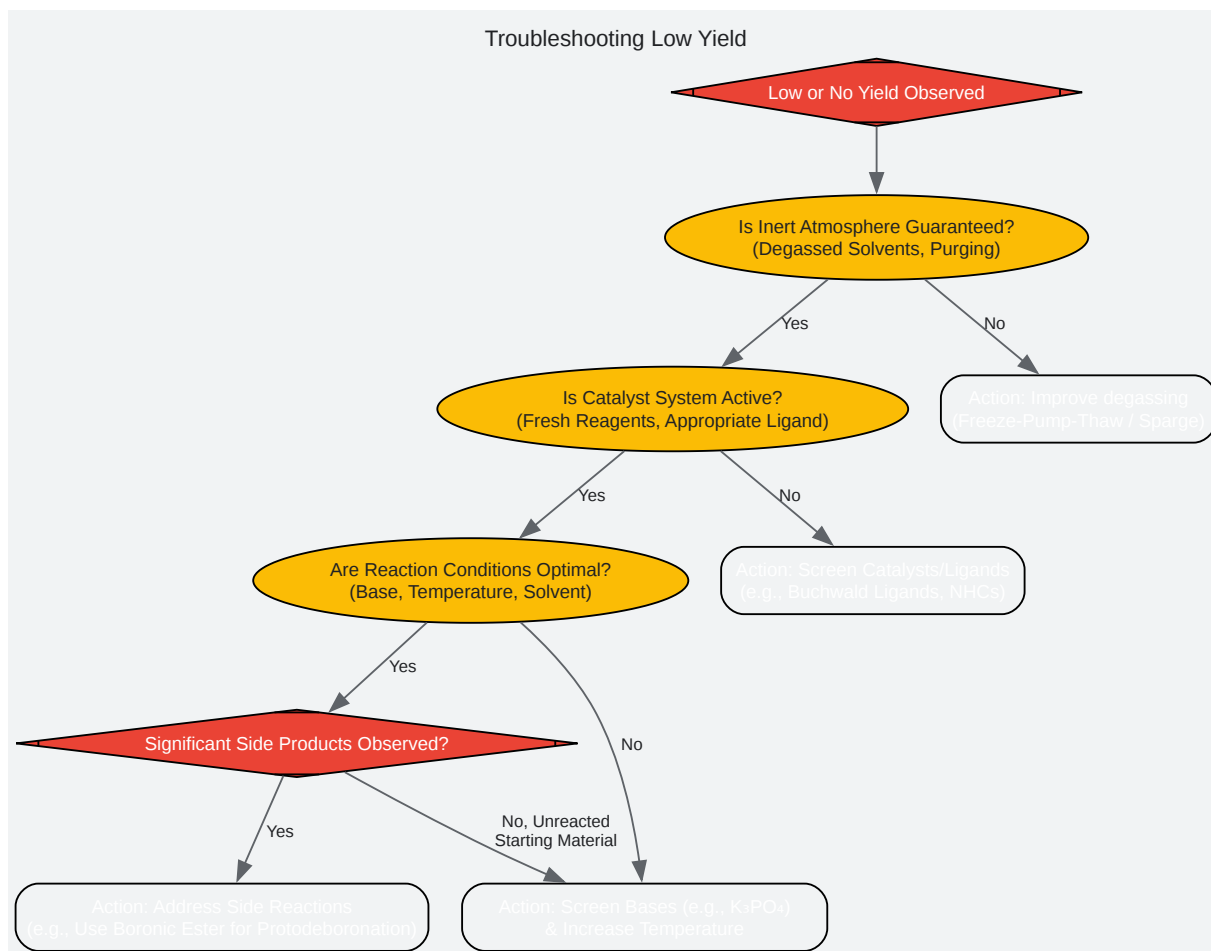 Troubleshooting Low Yield
Low or No Yield Observed
Is Inert Atmosphere Guaranteed?
(Degassed Solvents, Purging)
Yes
No
Is Catalyst System Active?
(Fresh Reagents, Appropriate Ligand)
Action: Improve degassing
(Freeze-Pump-Thaw / Sparge)
Yes
No
Are Reaction Conditions Optimal?
(Base, Temperature, Solvent)
Action: Screen Catalysts/Ligands
(e.g., Buchwald Ligands, NHCs)
Yes
No
Significant Side Products Observed?
Yes
No, Unreacted
Starting Material
Action: Address Side Reactions
(e.g., Use Boronic Ester for Protodeboronation)
Action: Screen Bases (e.g., K₃PO₄)
& Increase Temperature